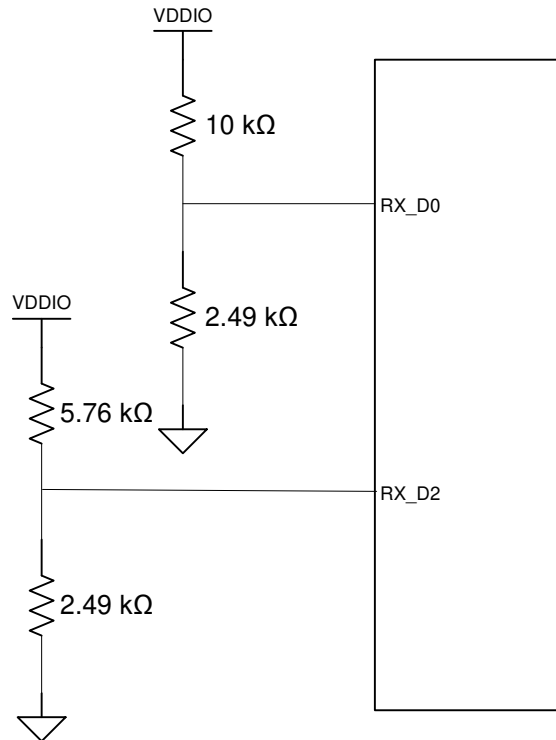 VDDIO
10 kΩ
RX_D0
2.49 kΩ
VDDIO
5.76 kΩ
RX_D2
2.49 kΩ